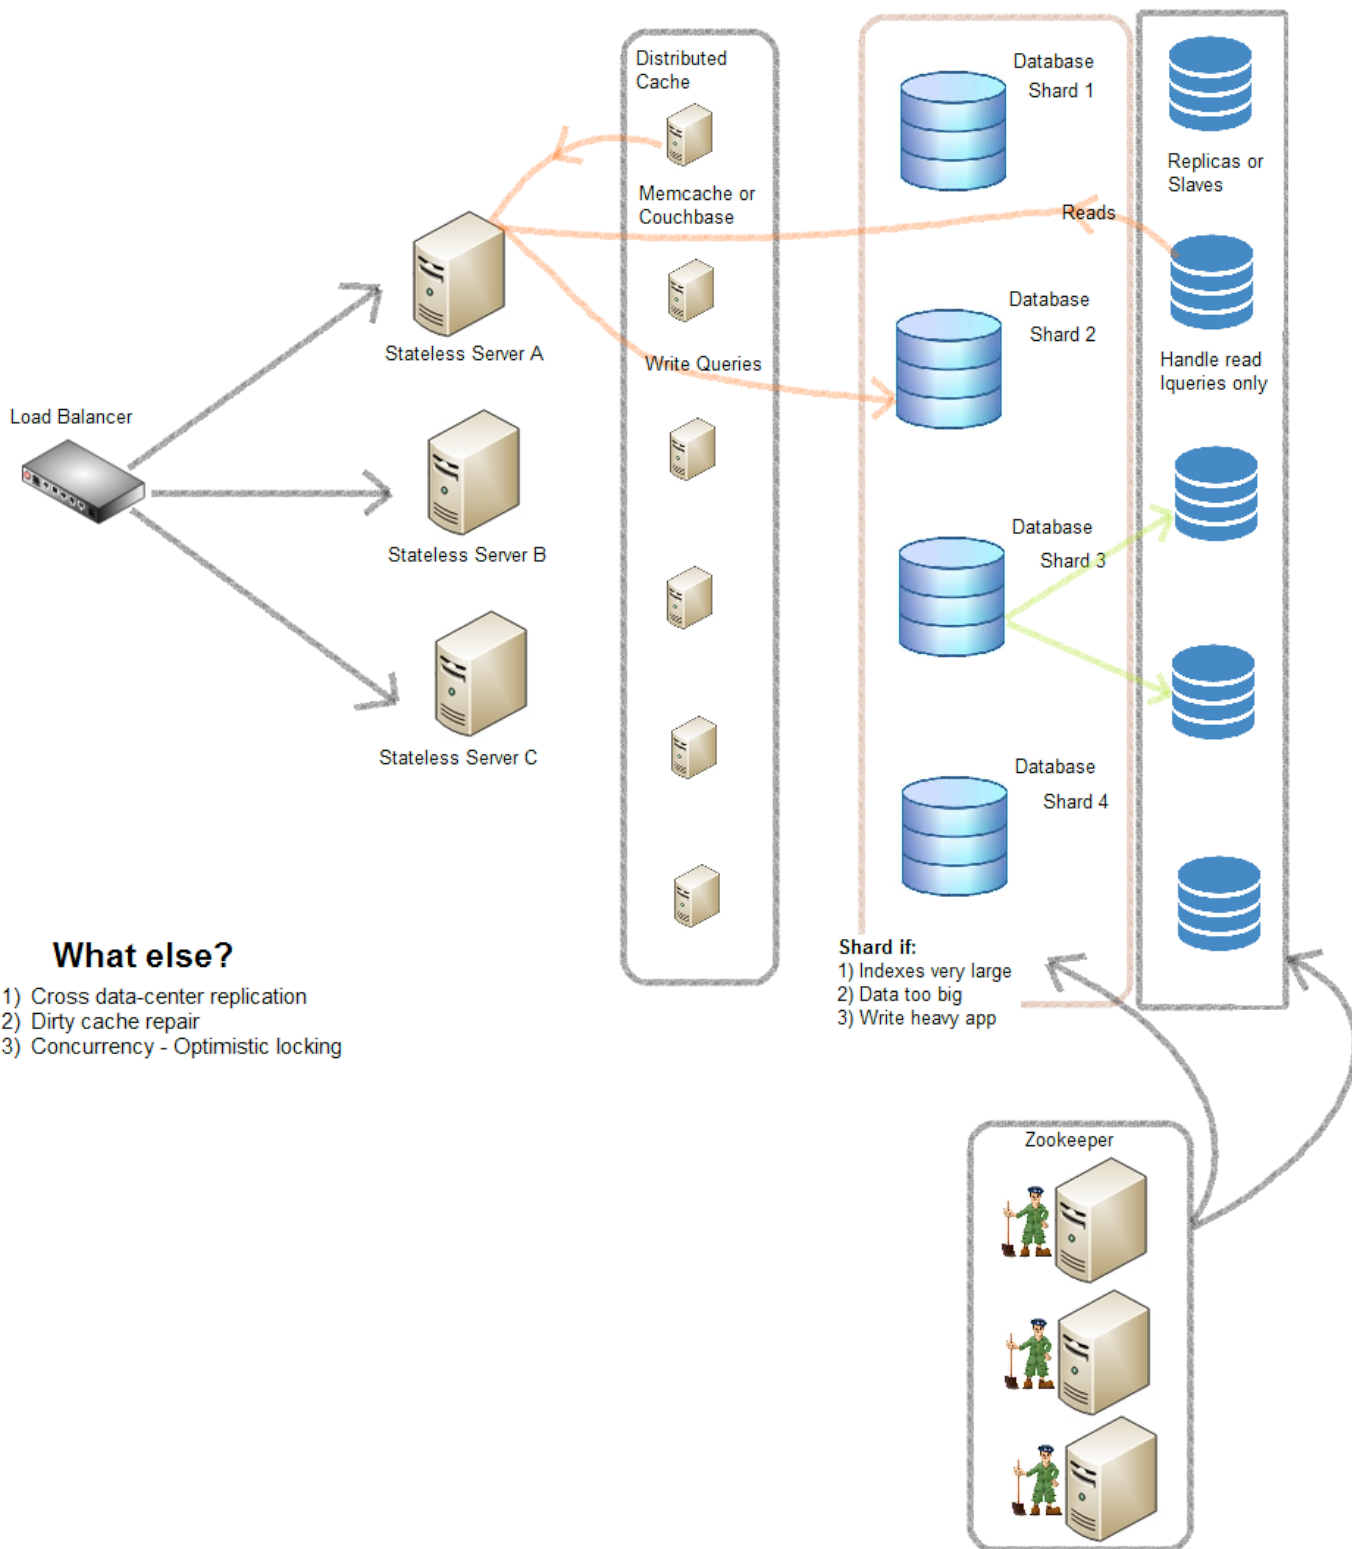 Distributed
Cache
Memcache or
Couchbase
Write Queries
Database
Shard 1
Replicas or
Slaves
Reads
Database
Shard 2
Handle read
lqueries only
Database
Shard 3
Database
Shard 4
Load Balancer
Stateless Server A
Stateless Server B
Stateless Server C
What else?
1) Cross data-center replication
2) Dirty cache repair
3) Concurrency - Optimistic locking
Shard if:
1) Indexes very large
2) Data too big
3) Write heavy app
Zookeeper